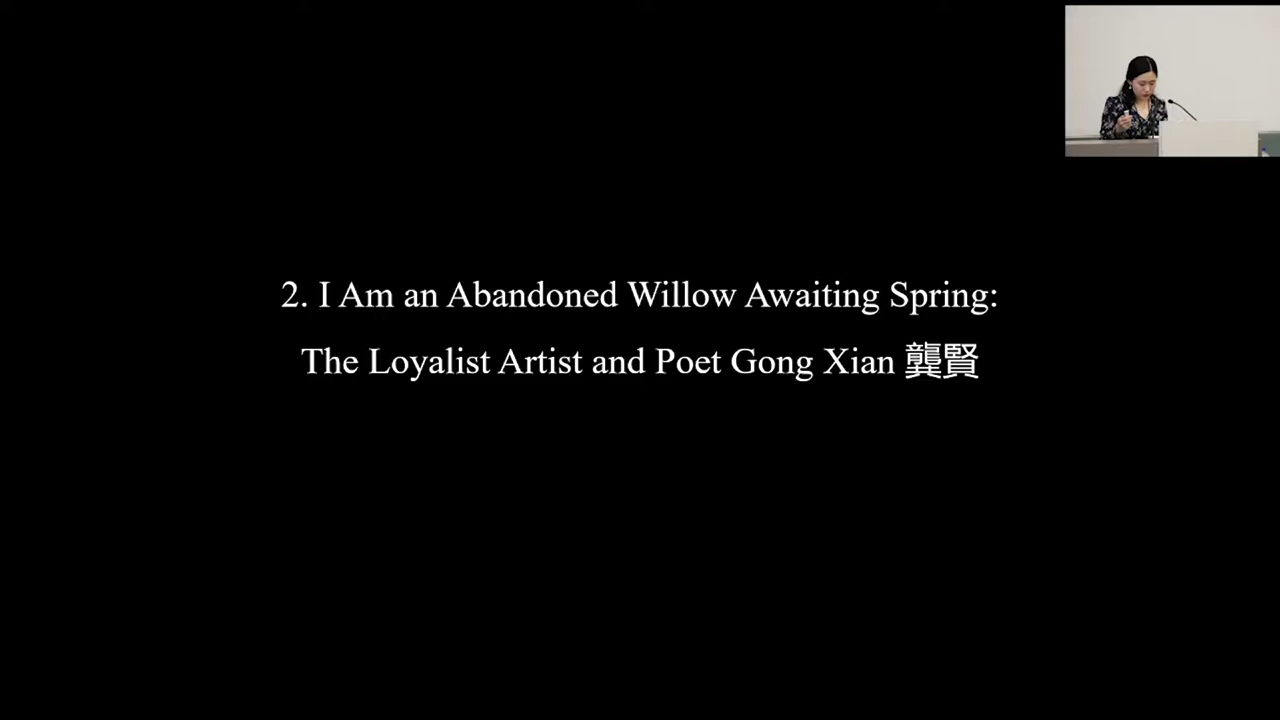 2. I Am an Abandoned Willow Awaiting Spring:
The Loyalist Artist and Poet Gong Xian 龔賢